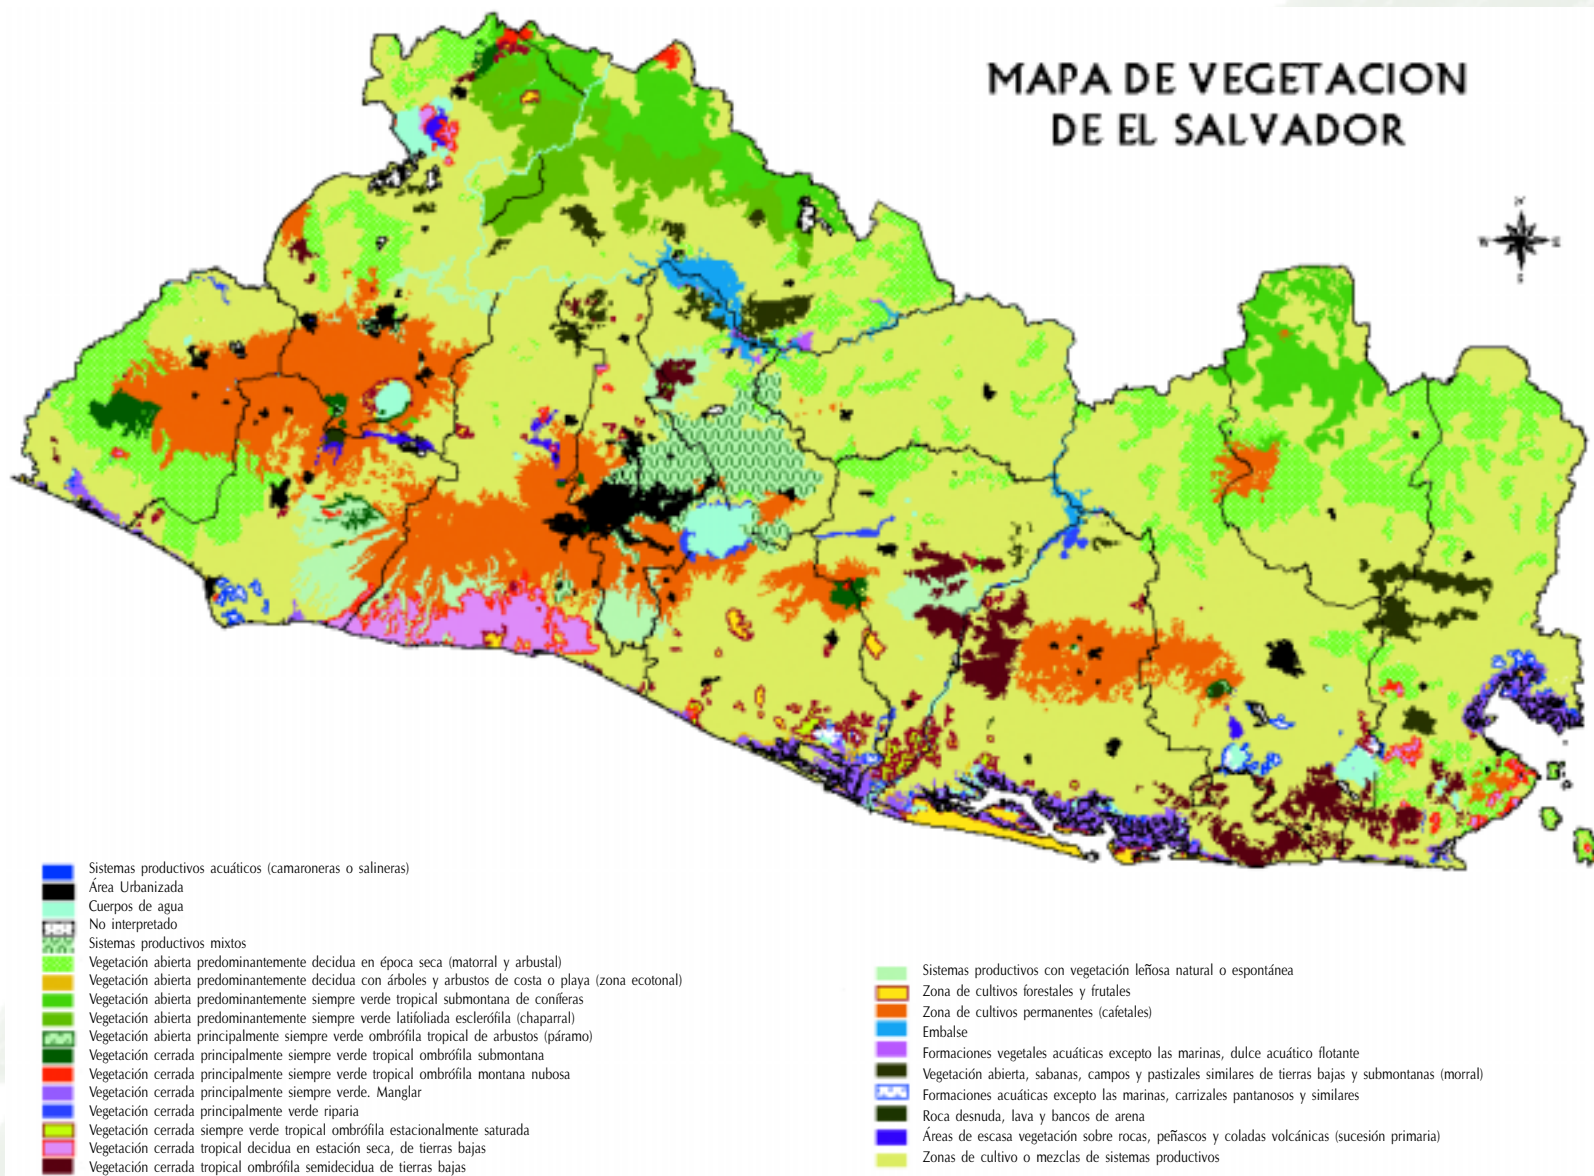 MAPA DE VEGETACION
DE EL SALVADOR
N
W E
S
Sistemas productivos acuáticos (camaroneras o salineras)
Área Urbanizada
Cuerpos de agua
No interpretado
Sistemas productivos mixtos
Vegetación abierta predominantemente decidua en época seca (matorral y arbustal)
Vegetación abierta predominantemente decidua con árboles y arbustos de costa o playa (zona ecotonal)
Vegetación abierta predominantemente siempre verde tropical submontana de coníferas
Vegetación abierta predominantemente siempre verde latifoliada esclerófila (chaparral)
Vegetación abierta principalmente siempre verde ombrófila tropical de arbustos (páramo)
Vegetación cerrada principalmente siempre verde tropical ombrófila submontana
Vegetación cerrada principalmente siempre verde tropical ombrófila montana nubosa
Vegetación cerrada principalmente siempre verde. Manglar
Vegetación cerrada principalmente verde riparia
Vegetación cerrada siempre verde tropical ombrófila estacionalmente saturada
Vegetación cerrada tropical decidua en estación seca, de tierras bajas
Vegetación cerrada tropical ombrófila semidecidua de tierras bajas
Sistemas productivos con vegetación leñosa natural o espontánea
Zona de cultivos forestales y frutales
Zona de cultivos permanentes (cafetales)
Embalse
Formaciones vegetales acuáticas excepto las marinas, dulce acuático flotante
Vegetación abierta, sabanas, campos y pastizales similares de tierras bajas y submontanas (morral)
Formaciones acuáticas excepto las marinas, carrizales pantanosos y similares
Roca desnuda, lava y bancos de arena
Áreas de escasa vegetación sobre rocas, peñascos y coladas volcánicas (sucesión primaria)
Zonas de cultivo o mezclas de sistemas productivos